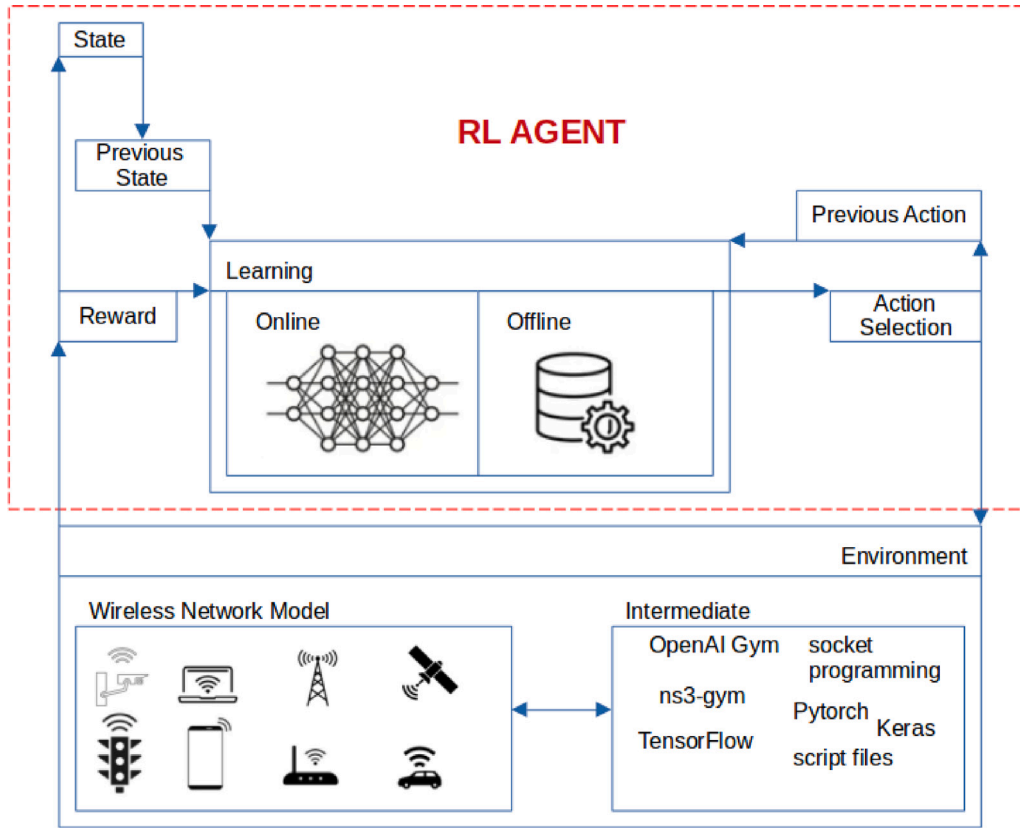 State
RL AGENT
Previous
State
Previous Action
Learning
Reward
Action
Selection
Online
Offline
Environment
Wireless Network Model
Intermediate
OpenAI Gym
socket
programming
ns3-gym
Pytorch
Keras
TensorFlow
script files